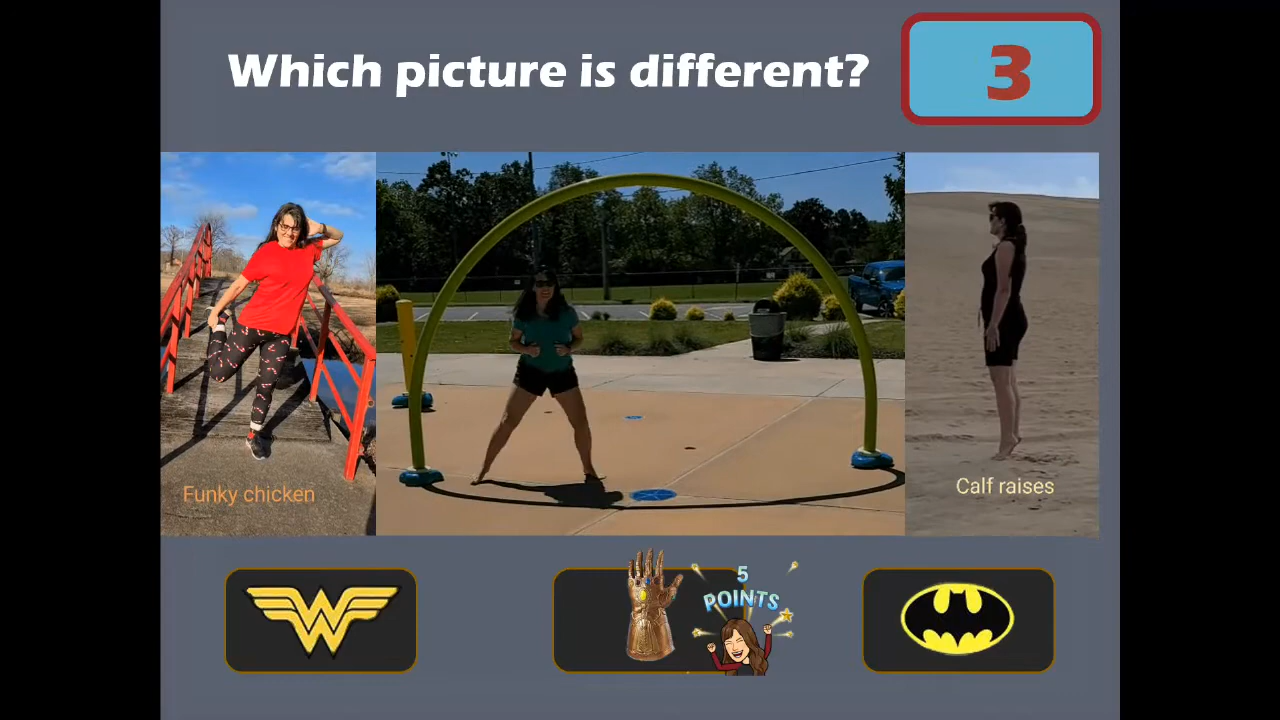 Which picture is different?
3
Funky chicken
Calf raises
5
POINTS
W